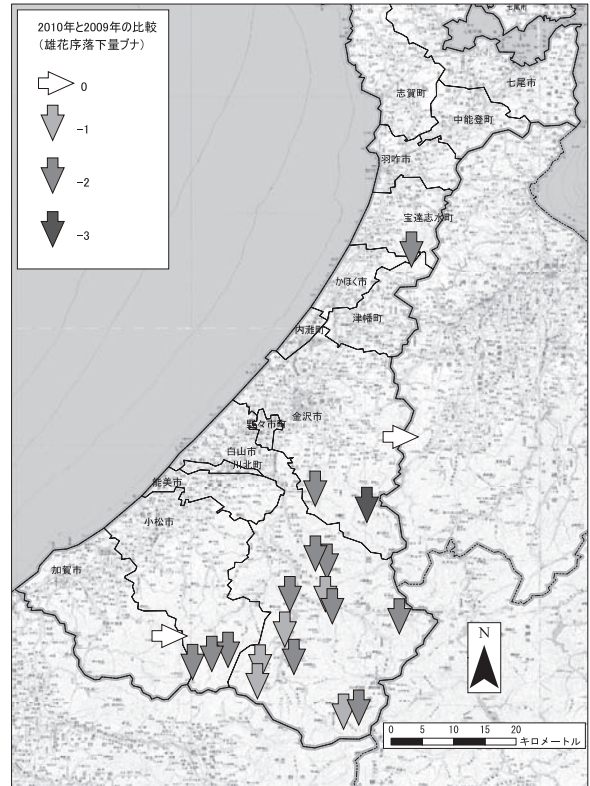 2010年と2009年の比較
(雄花序落下量ブナ)
0
-1
-2
-3
七尾市
七尾市
志賀町
中能登町
羽咋市
宝達志水町
かほく市
津幡町
内灘町
金沢市
野々市町
白山市
川北町
能美市
小松市
加賀市
N
0 5 10 15 20
キロメートル